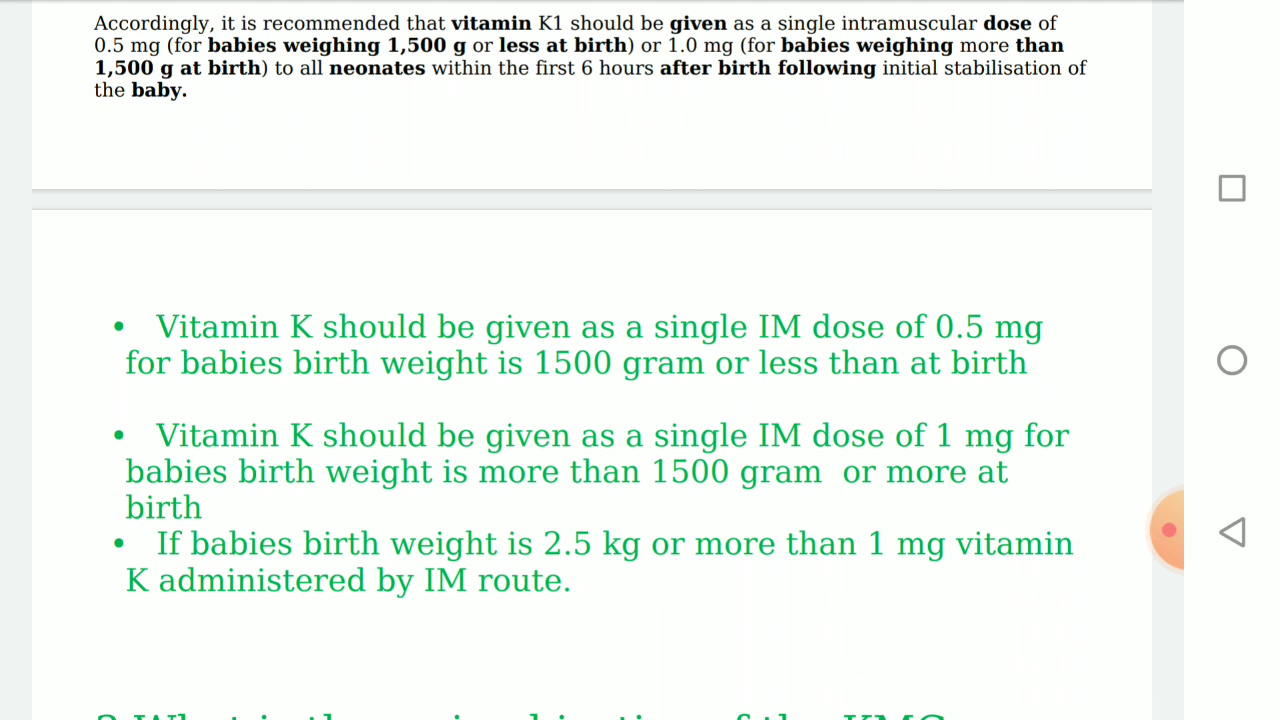 Accordingly, it is recommended that vitamin K1 should be given as a single intramuscular dose of
0.5 mg (for babies weighing 1,500 g or less at birth) or 1.0 mg (for babies weighing more than
1,500 g at birth) to all neonates within the first 6 hours after birth following initial stabilisation of
the baby.
• Vitamin K should be given as a single IM dose of 0.5 mg
for babies birth weight is 1500 gram or less than at birth
• Vitamin K should be given as a single IM dose of 1 mg for
babies birth weight is more than 1500 gram or more at
birth
• If babies birth weight is 2.5 kg or more than 1 mg vitamin
K administered by IM route.
What is the of the KMC